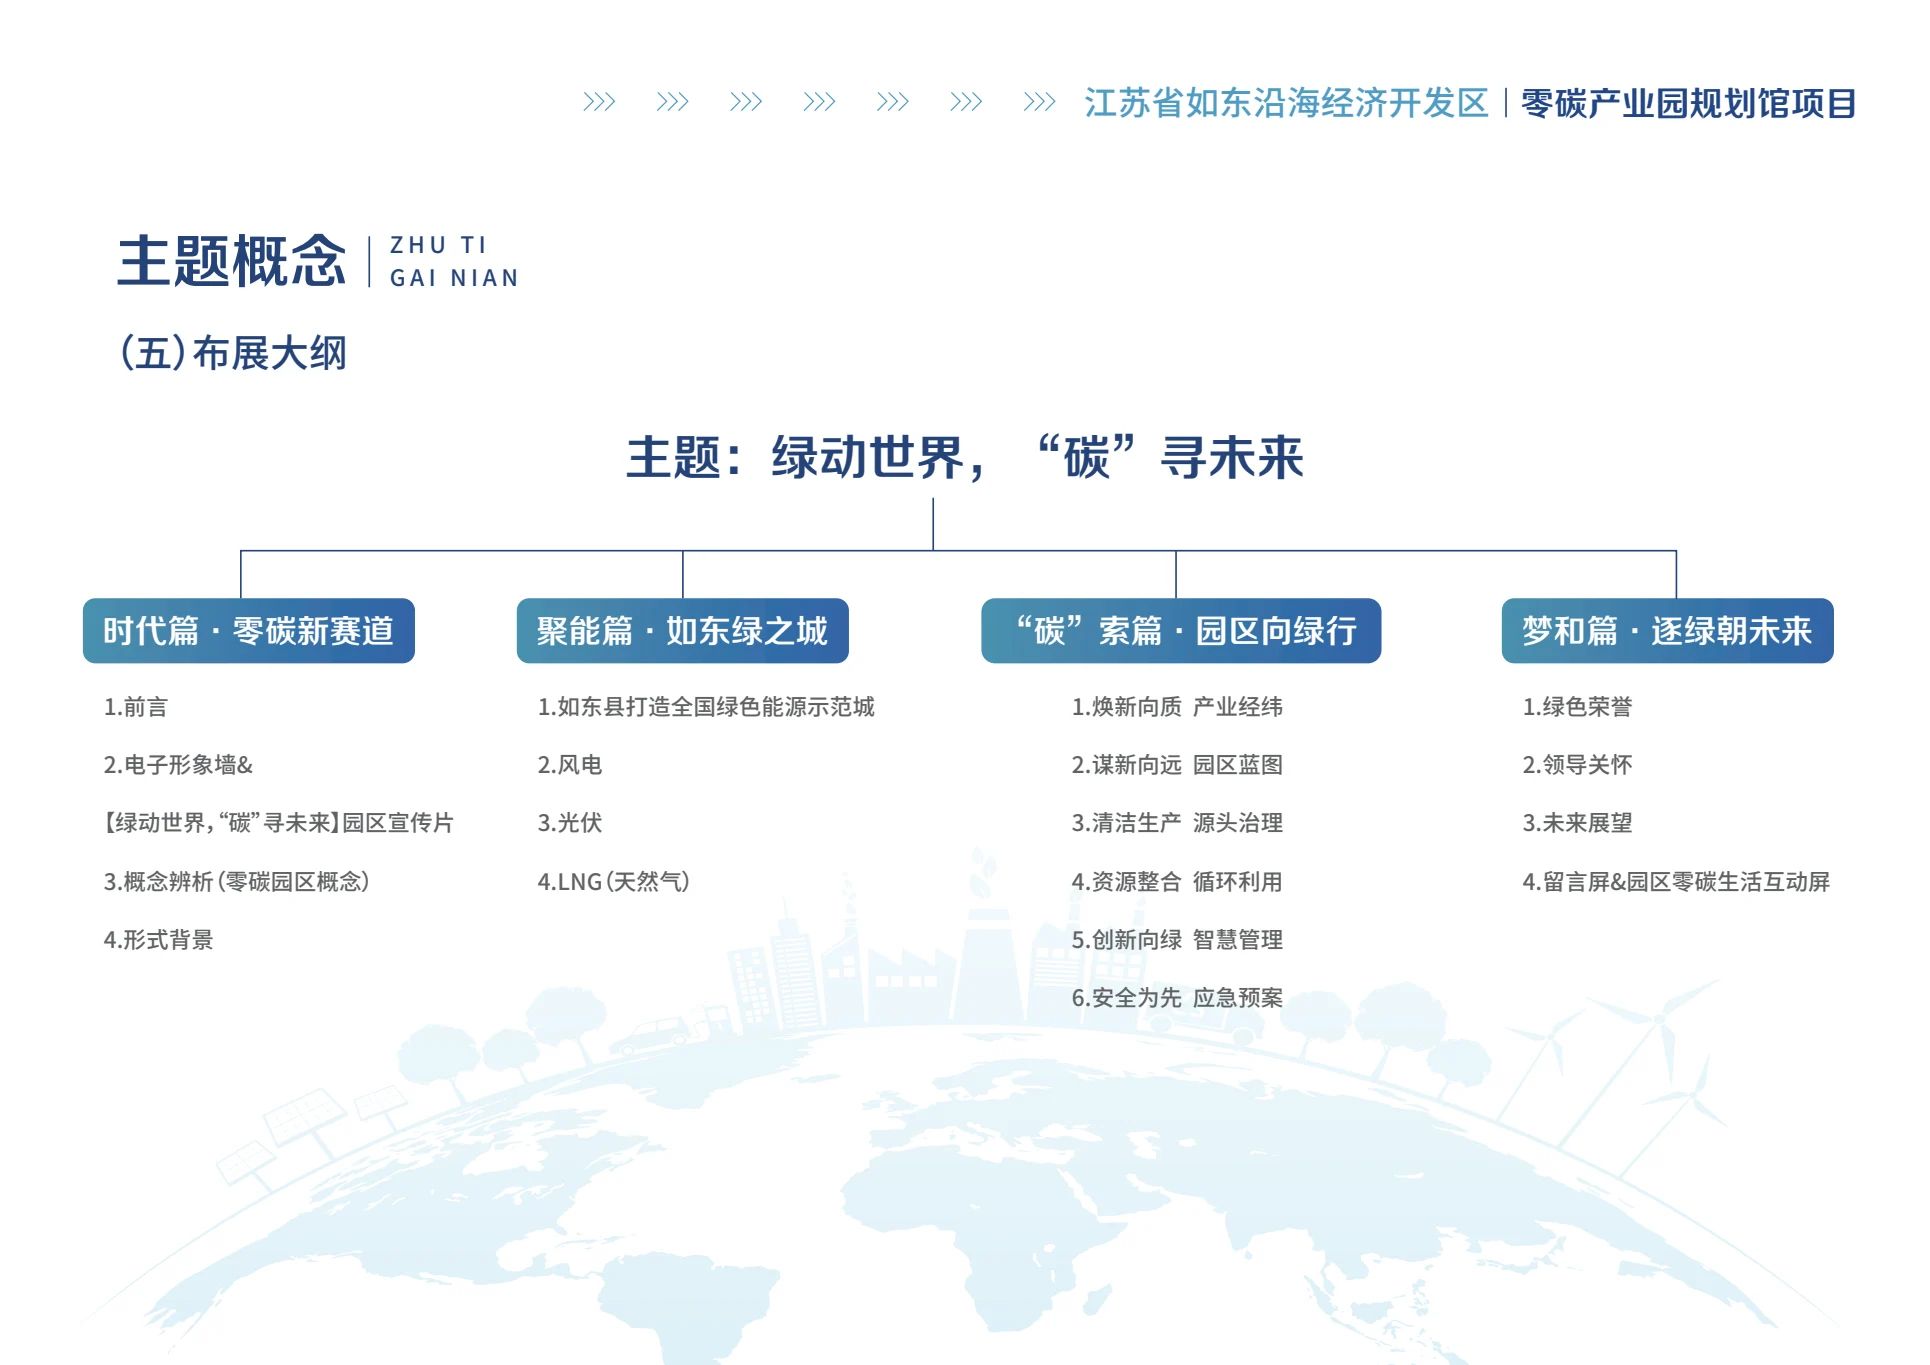 江苏省如东沿海经济开发区|零碳产业园规划馆项目
主题概念
ZHU TI
GAI NIAN
（五）布展大纲
主题：绿动世界，“碳”寻未来
时代篇·零碳新赛道
1.前言
2.电子形象墙&
【绿动世界，“碳”寻未来】园区宣传片
3.概念辨析（零碳园区概念）
4.形式背景
聚能篇·如东绿之城
1.如东县打造全国绿色能源示范城
2.风电
3.光伏
4.LNG（天然气）
“碳”索篇·园区向绿行
1.焕新向质 产业经纬
2.谋新向远 园区蓝图
3.清洁生产 源头治理
4.资源整合 循环利用
5.创新向绿 智慧管理
6.安全为先 应急预案
梦和篇·逐绿朝未来
1.绿色荣誉
2.领导关怀
3.未来展望
4.留言屏&园区零碳生活互动屏